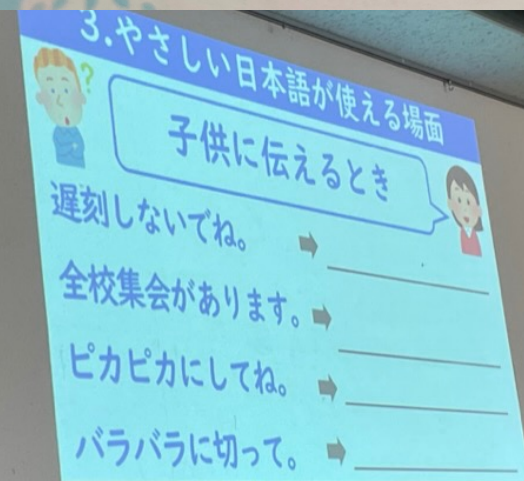 3.やさしい日本語が使える場面
?
子供に伝えるとき
遅刻しないでね。 ➡
全校集会があります。 ➡
ピカピカにしてね。 ➡
バラバラに切って。 ➡